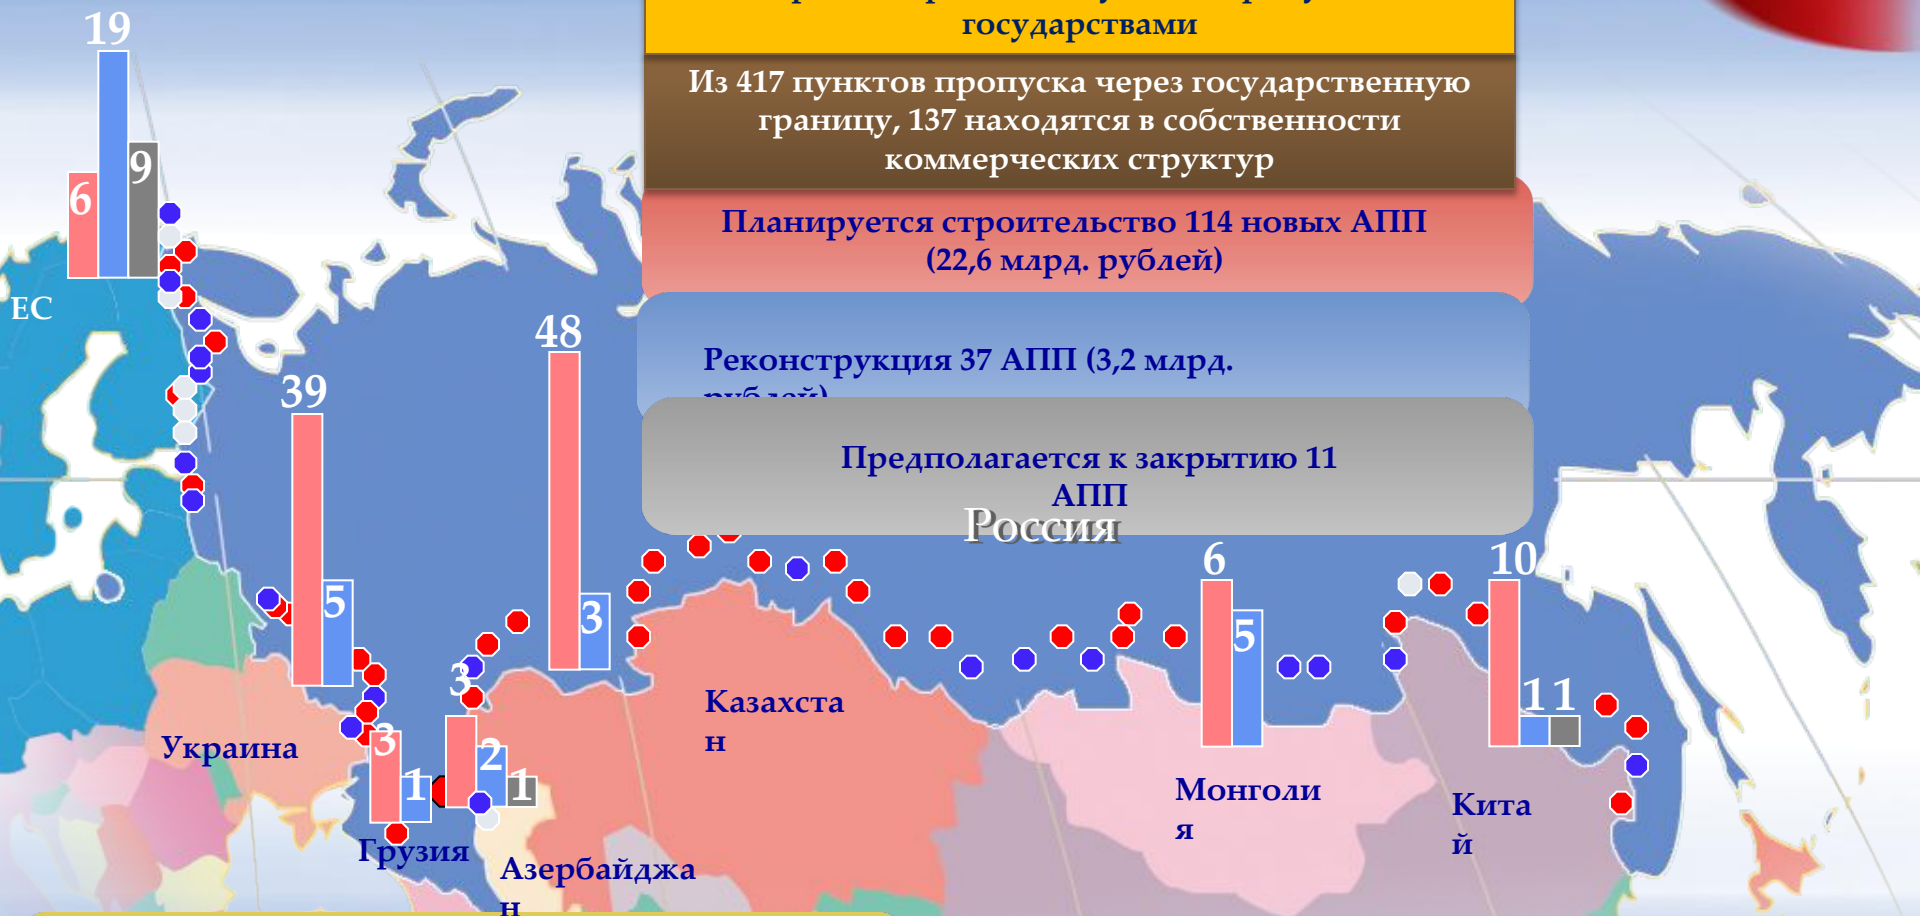 государствами
Из 417 пунктов пропуска через государственную
границу, 137 находятся в собственности
коммерческих структур
Планируется строительство 114 новых АПП
(22,6 млрд. рублей)
Реконструкция 37 АПП (3,2 млрд.
рублей)
Предполагается к закрытию 11
АПП
Россия
19
6
9
ЕС
39
5
48
3
3
1
3
2
1
6
5
10
1
1
Украина
Грузия
Азербайджа
н
Казахста
н
Монголи
я
Кита
й